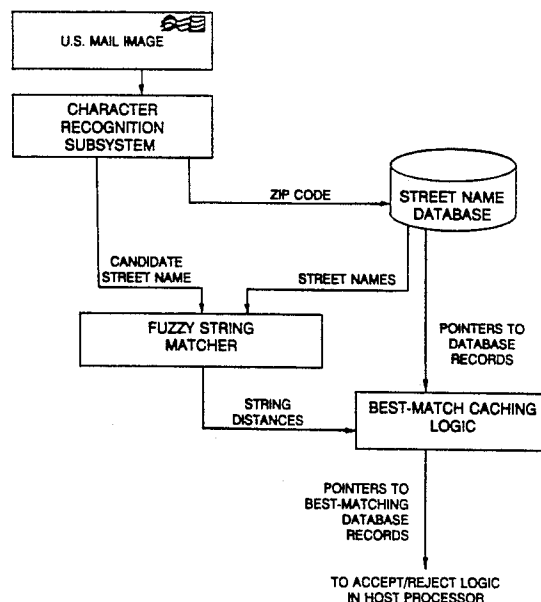 U.S. MAIL IMAGE
CHARACTER
RECOGNITION
SUBSYSTEM
ZIP CODE
STREET NAME
DATABASE
CANDIDATE
STREET NAME
STREET NAMES
FUZZY STRING
MATCHER
POINTERS TO
DATABASE
RECORDS
STRING
DISTANCES
BEST-MATCH CACHING
LOGIC
POINTERS TO
BEST-MATCHING
DATABASE
RECORDS
TO ACCEPT/REJECT LOGIC
IN HOST PROCESSOR